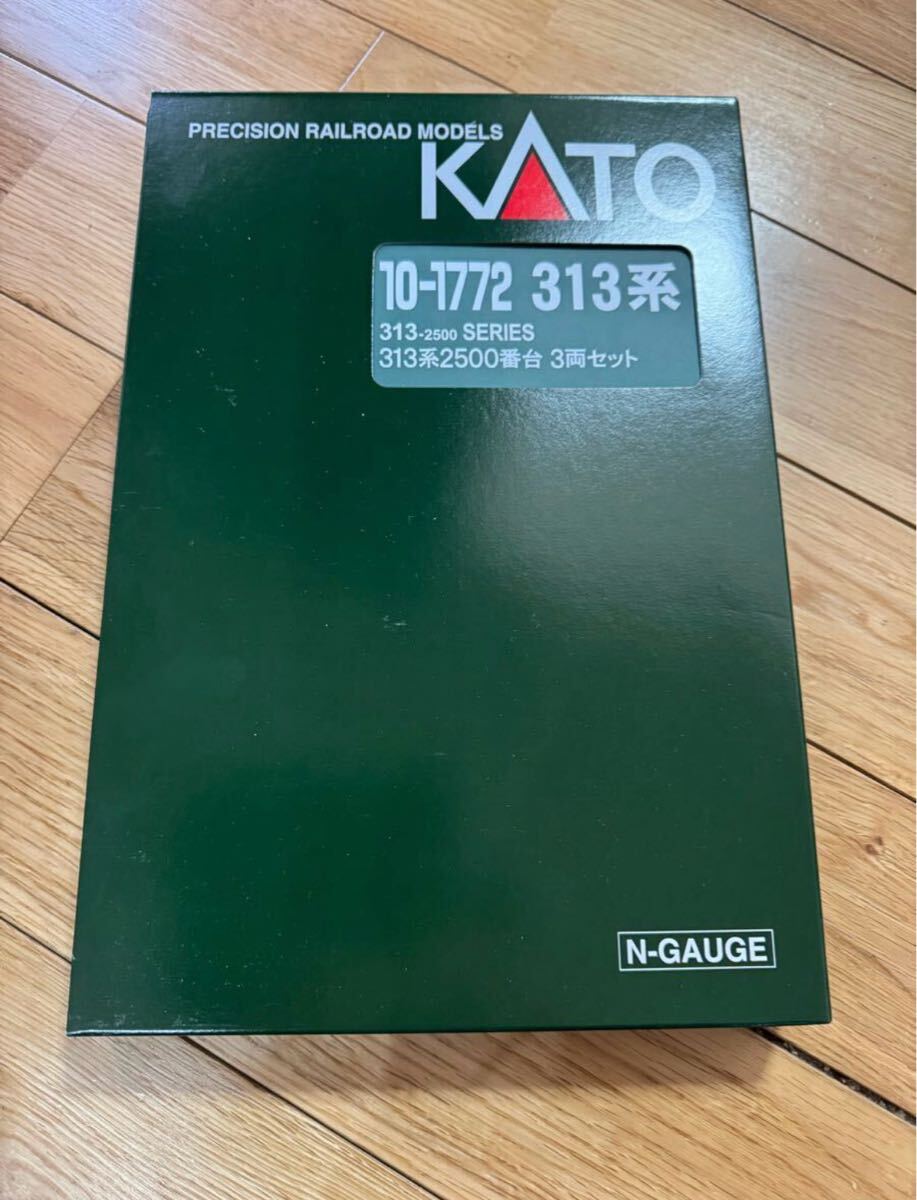 PRECISION RAILROAD MODELS
KATO
10-1772 313系
313-2500 SERIES
313系2500番台 3両セット
N-GAUGE